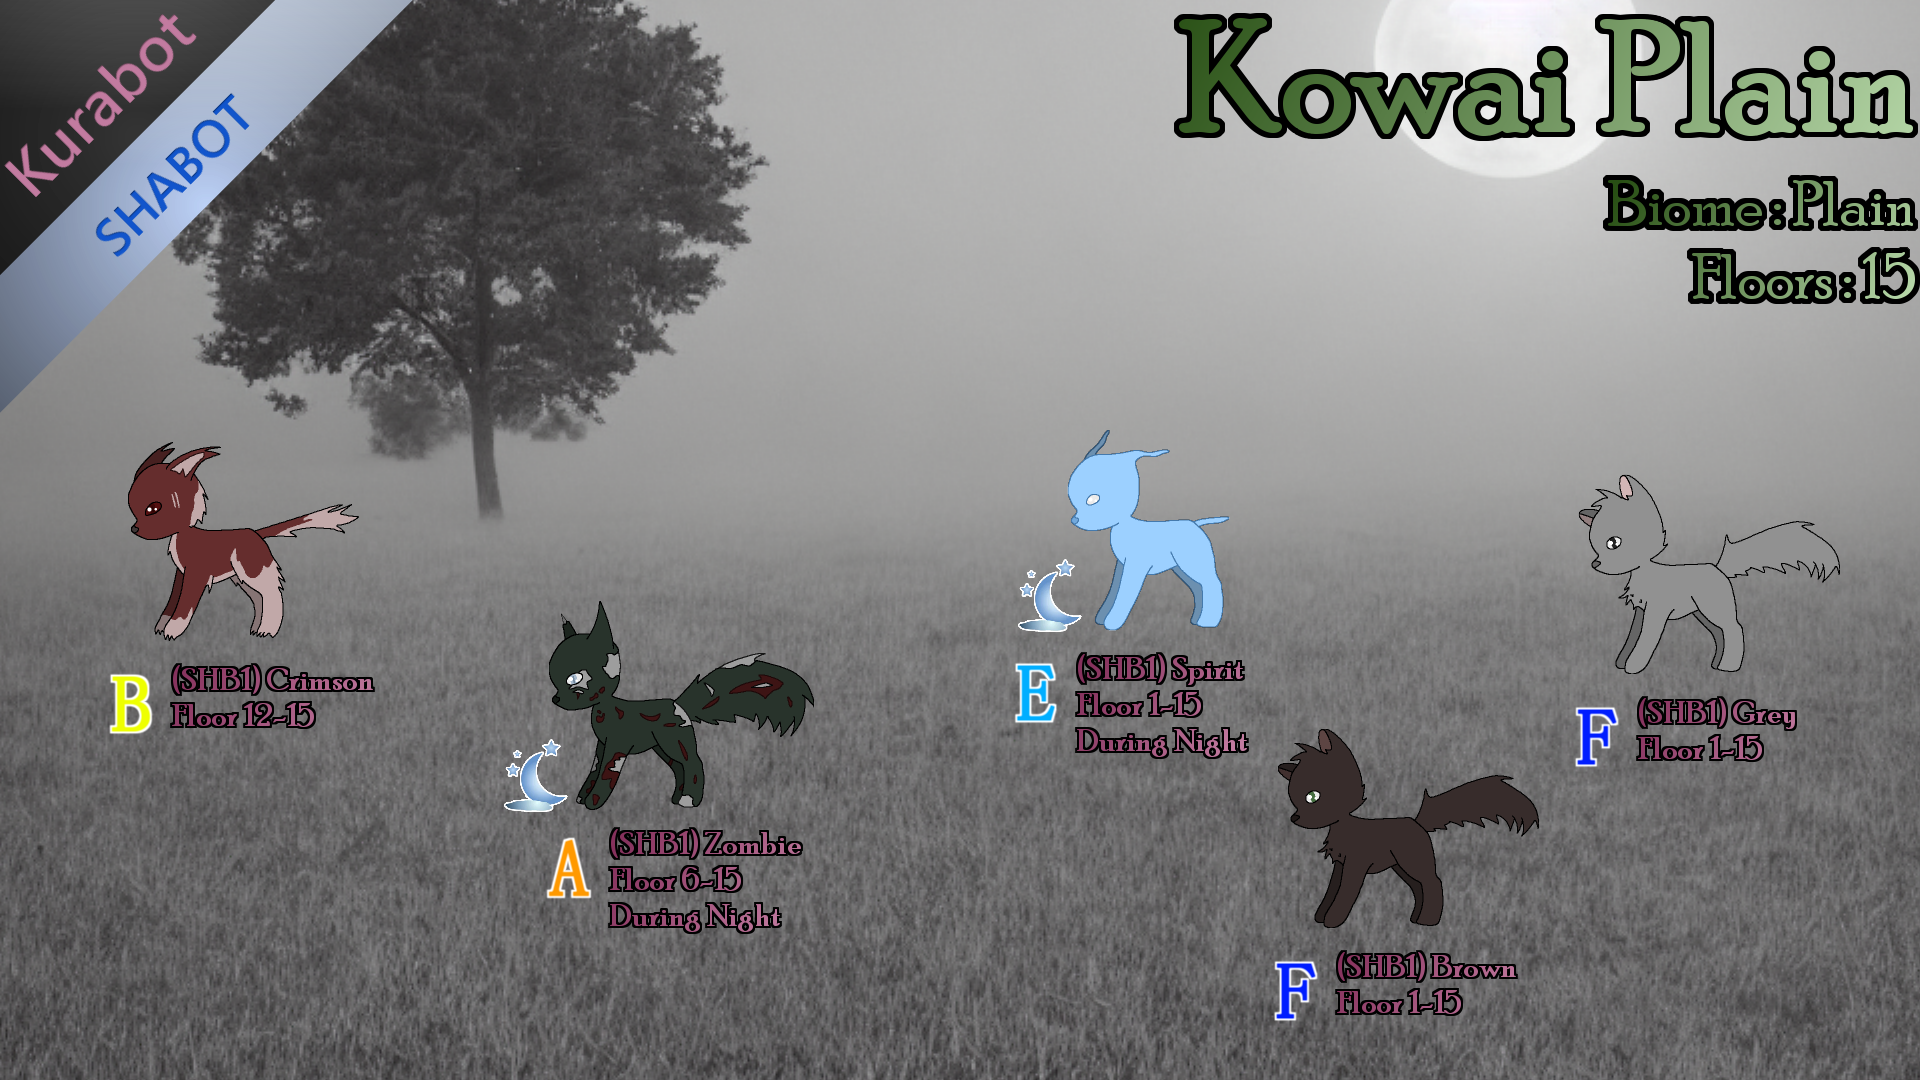 Kurabot
SHABOT
Kowai Plain
Biome : Plain
Floors : 15
B
(SHB1) Crimson
Floor 12-15
A
(SHB1) Zombie
Floor 6-15
During Night
E
(SHB1) Spirit
Floor 1-15
During Night
F
(SHB1) Grey
Floor 1-15
F
(SHB1) Brown
Floor 1-15